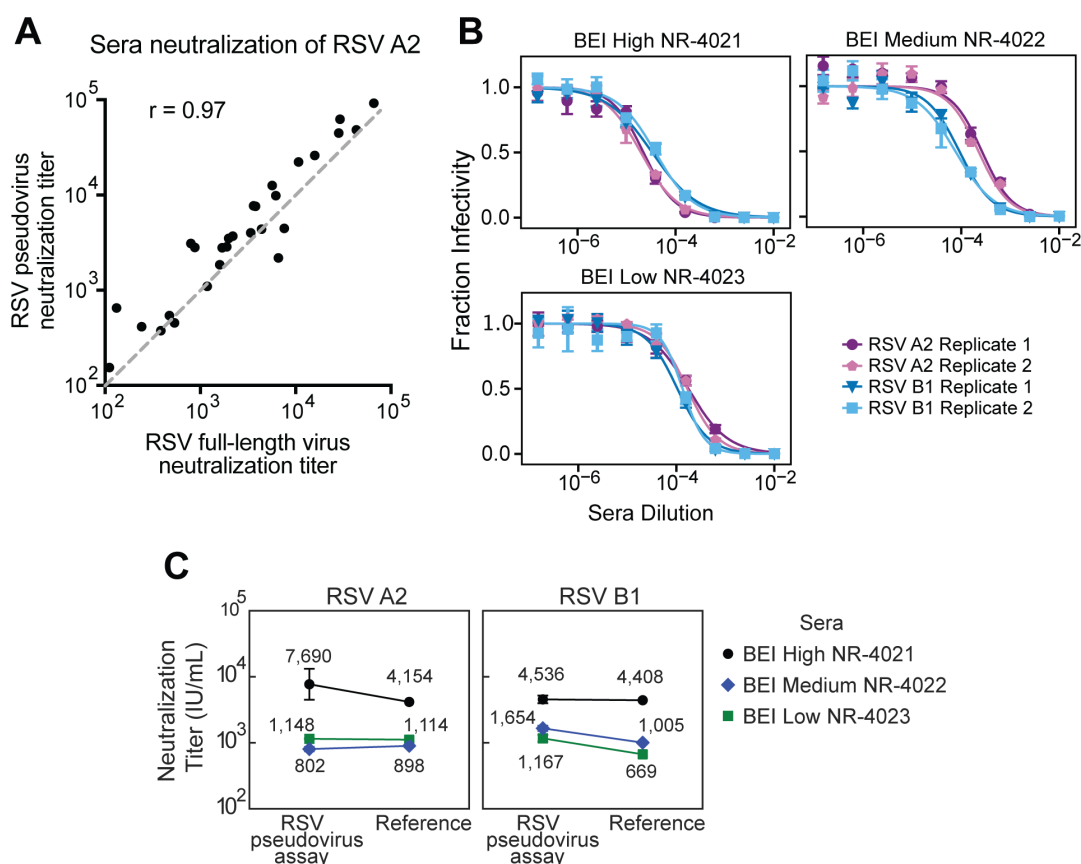 A
Sera neutralization of RSV A2
r = 0.97
10^5
10^4
10^3
10^2
RSV pseudovirus
neutralization titer
10^2 10^3 10^4 10^5
RSV full-length virus
neutralization titer
B
BEI High NR-4021
1.0
0.5
0.0
10^−6 10^−4 10^−2
BEI Medium NR-4022
10^−6 10^−4 10^−2
BEI Low NR-4023
1.0
0.5
0.0
10^−6 10^−4 10^−2
Fraction Infectivity
Sera Dilution
RSV A2 Replicate 1
RSV A2 Replicate 2
RSV B1 Replicate 1
RSV B1 Replicate 2
C
RSV A2
RSV B1
10^5
10^4
10^3
10^2
Neutralization
Titer (IU/mL)
7,690
4,154
1,148
1,114
802
898
4,536
4,408
1,654
1,005
1,167
669
RSV
pseudovirus
assay
Reference
RSV
pseudovirus
assay
Reference
Sera
BEI High NR-4021
BEI Medium NR-4022
BEI Low NR-4023